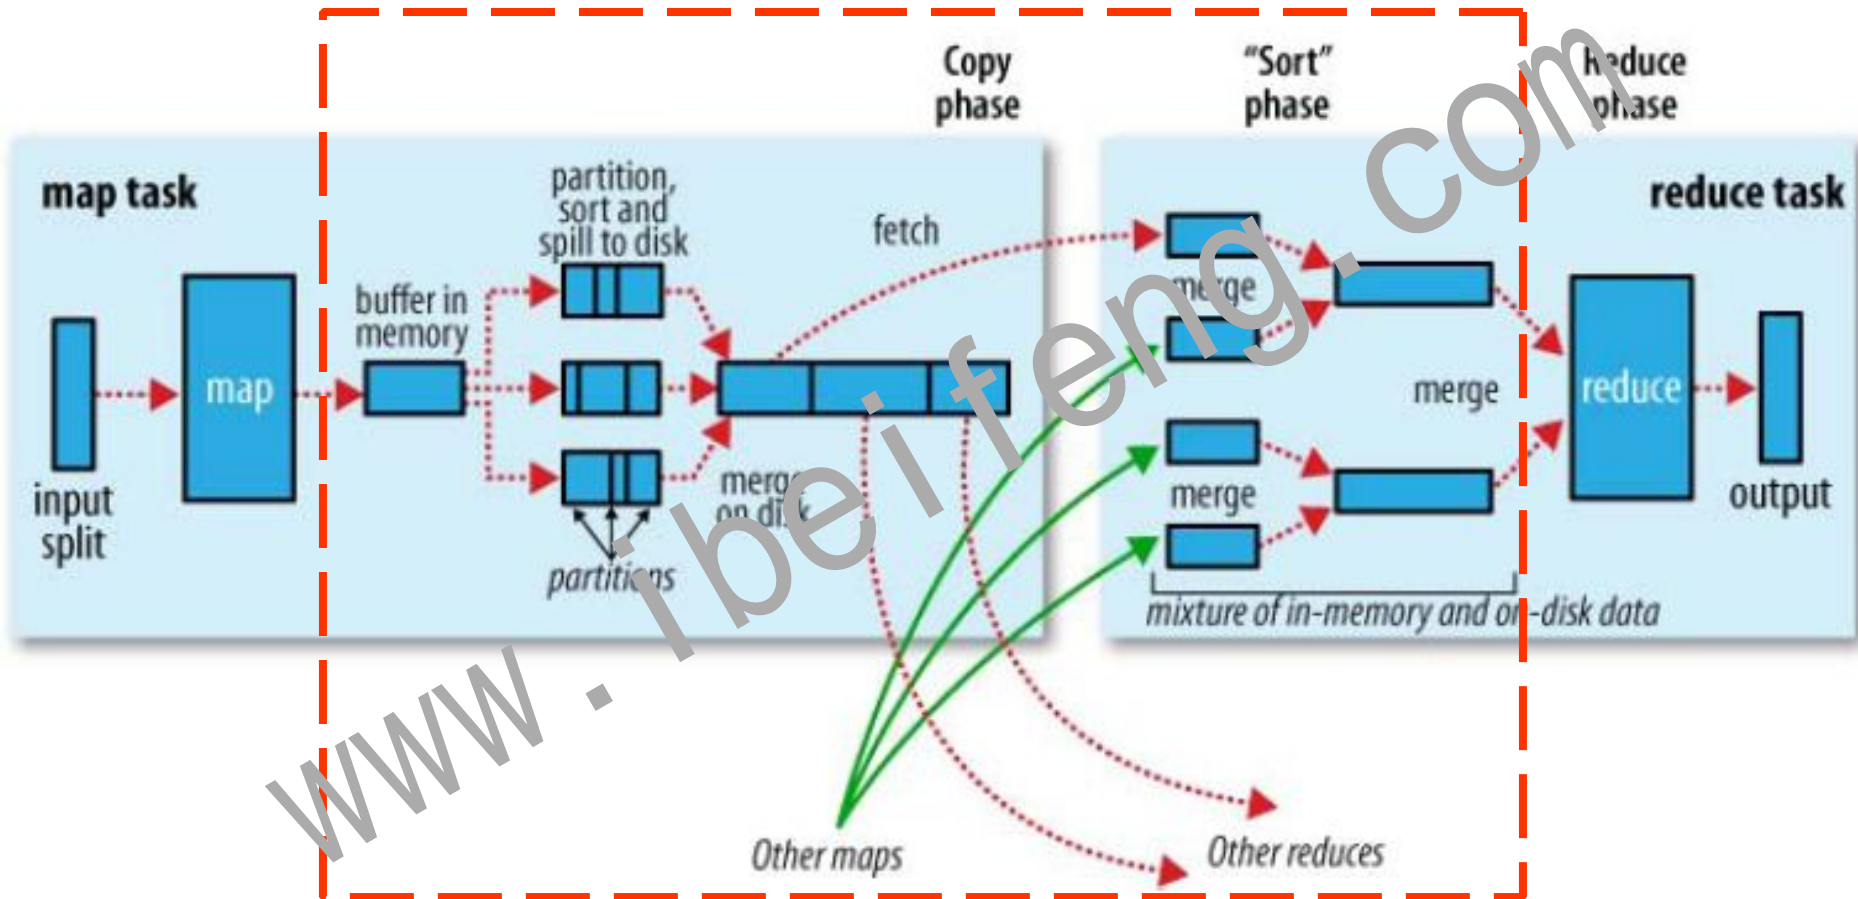 Copy
phase
“Sort”
phase
Reduce
phase
map task
reduce task
partition,
sort and
spill to disk
fetch
buffer in
memory
map
input
split
merge
on disk
partitions
merge
merge
merge
reduce
output
mixture of in-memory and on-disk data
Other maps
Other reduces
www.ibeifeng.com